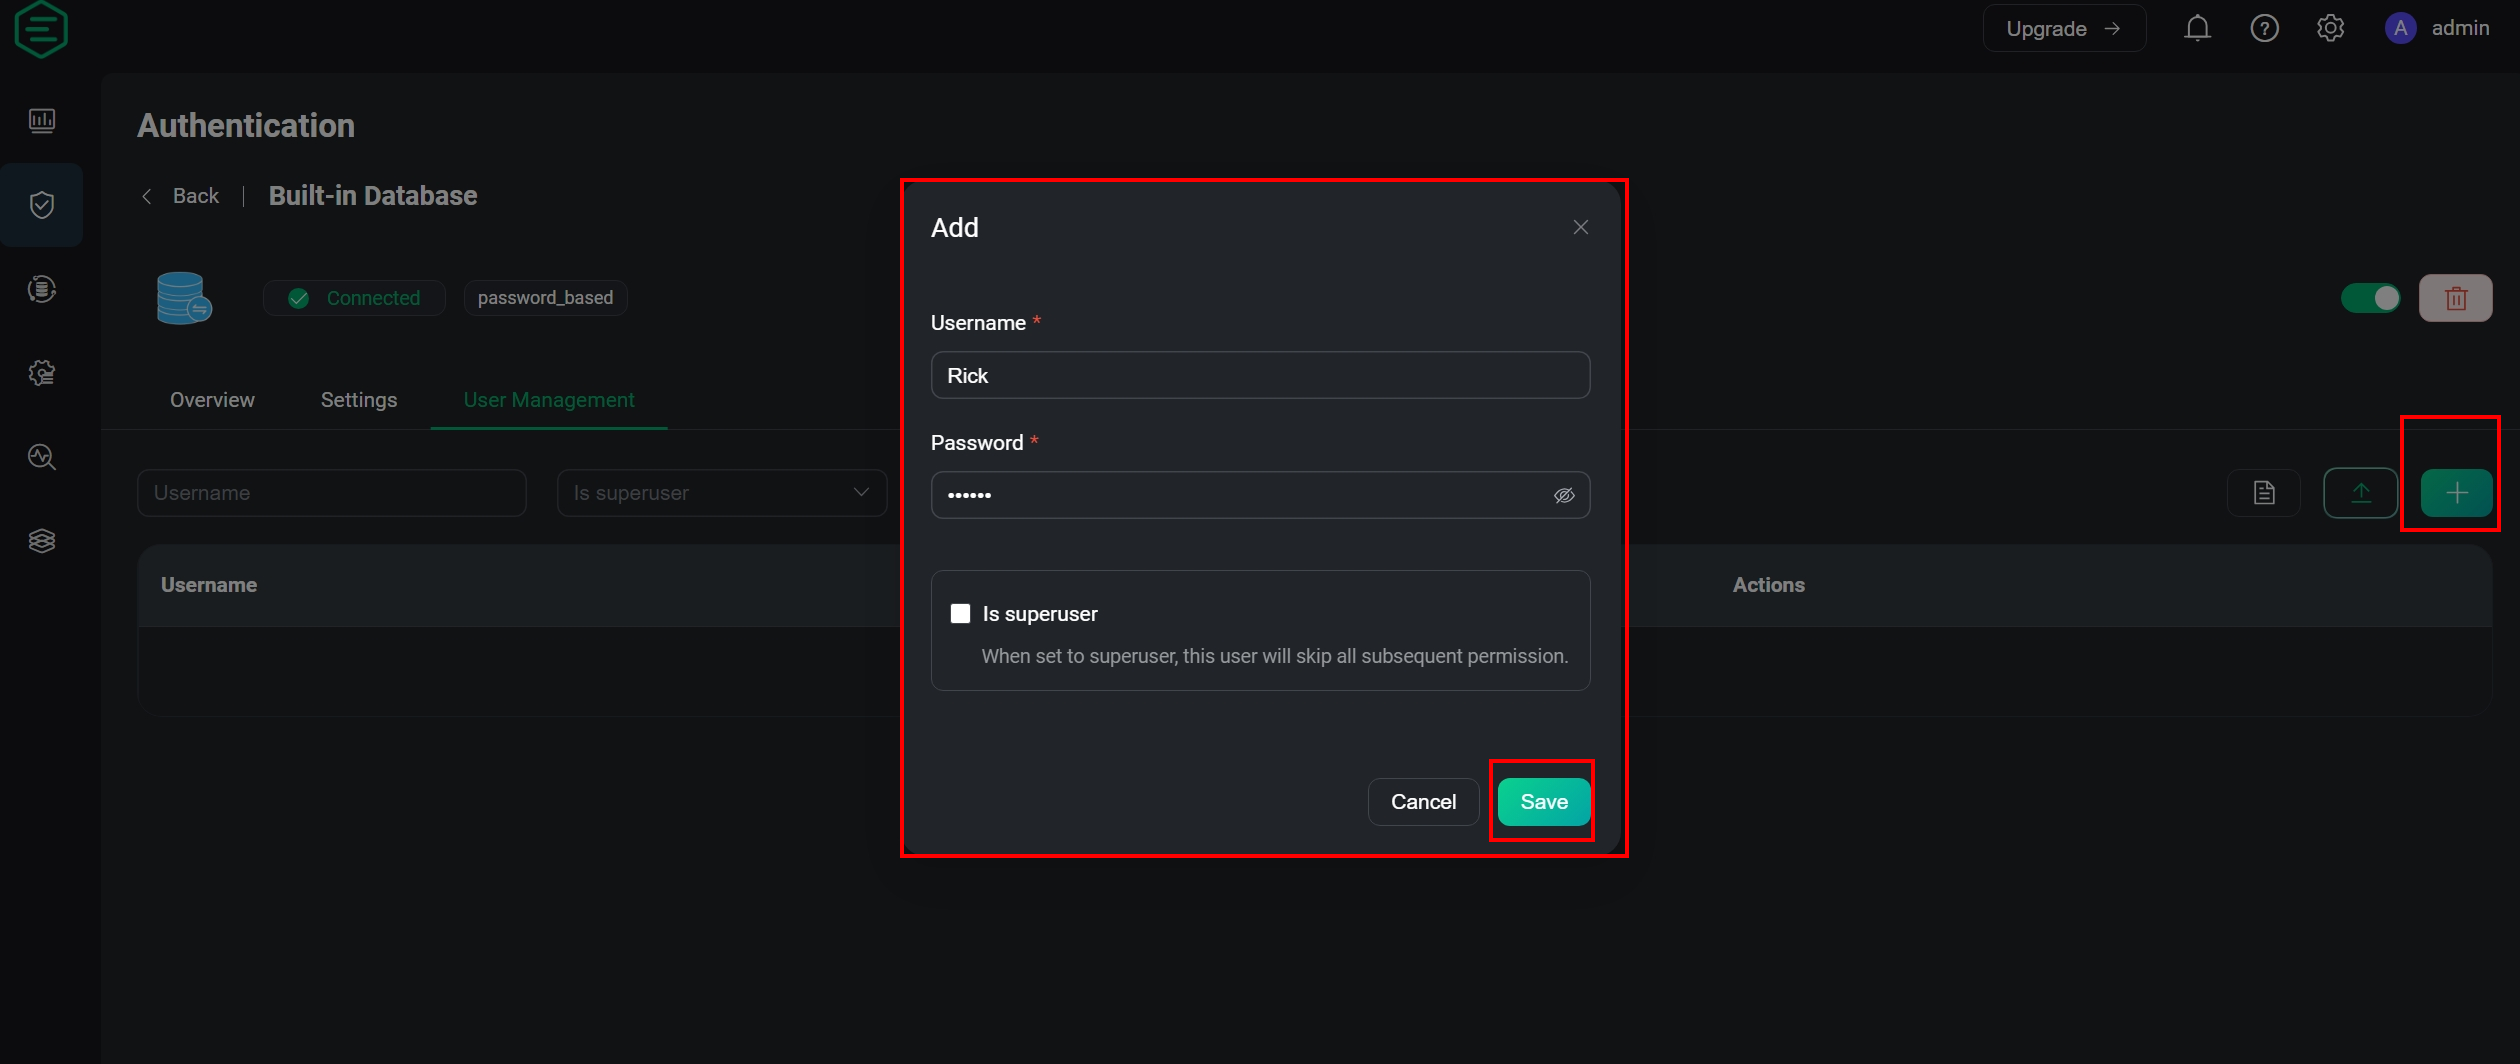 Upgrade →
? A admin
Authentication
Back | Built-in Database
Connected password_based
Overview Settings User Management
Username Is superuser
Username Actions
Add
Username *
Rick
Password *
••••••
Is superuser
When set to superuser, this user will skip all subsequent permission.
Cancel Save